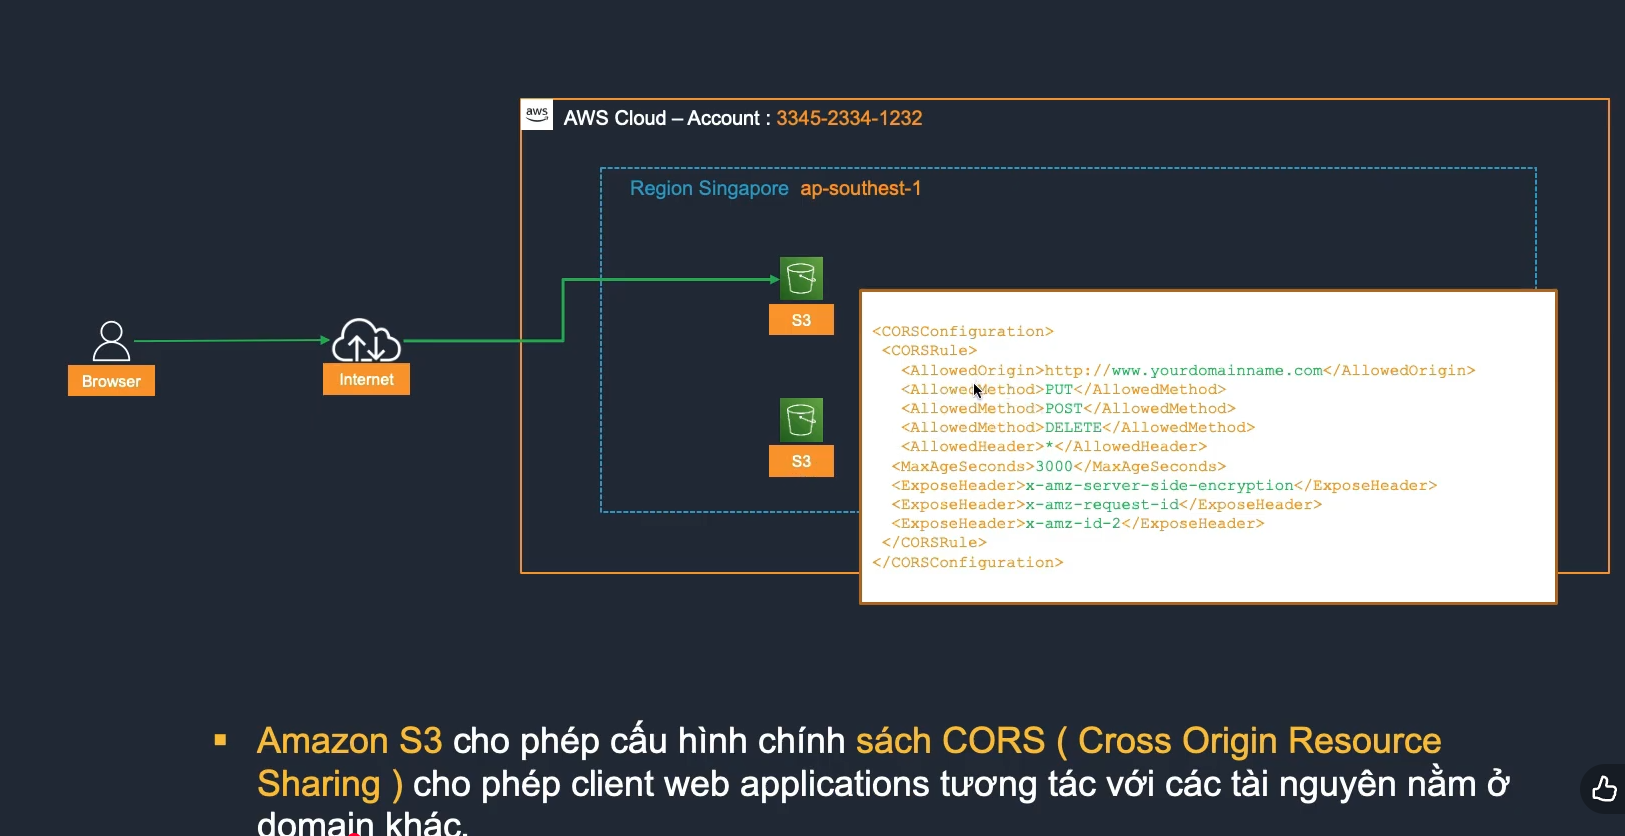 aws
AWS Cloud – Account : 3345-2334-1232
Region Singapore ap-southest-1
S3
Browser
Internet
S3
<CORSConfiguration>
<CORSRule>
<AllowedOrigin>http://www.yourdomainname.com</AllowedOrigin>
<AllowedMethod>PUT</AllowedMethod>
<AllowedMethod>POST</AllowedMethod>
<AllowedMethod>DELETE</AllowedMethod>
<AllowedHeader>*</AllowedHeader>
<MaxAgeSeconds>3000</MaxAgeSeconds>
<ExposeHeader>x-amz-server-side-encryption</ExposeHeader>
<ExposeHeader>x-amz-request-id</ExposeHeader>
<ExposeHeader>x-amz-id-2</ExposeHeader>
</CORSRule>
</CORSConfiguration>
▪ Amazon S3 cho phép cấu hình chính sách CORS ( Cross Origin Resource
Sharing ) cho phép client web applications tương tác với các tài nguyên nằm ở
domain khác.